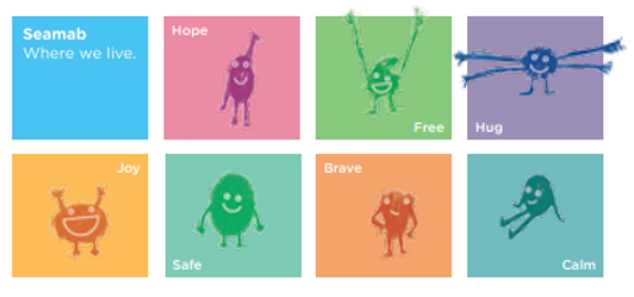 Seamab
Where we live.
Hope
Free
Hug
Joy
Safe
Brave
Calm